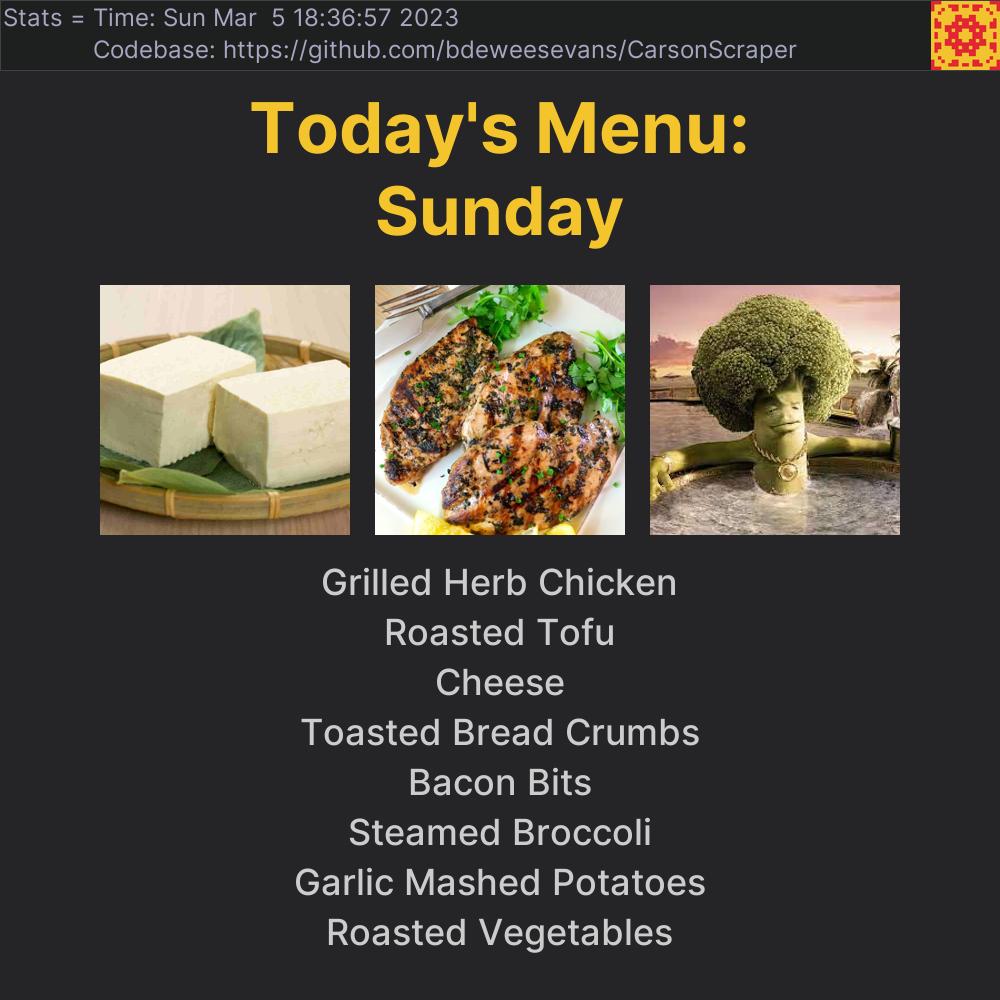 Stats = Time: Sun Mar  5 18:36:57 2023
Codebase: https://github.com/bdeweesevans/CarsonScraper
Today's Menu:
Sunday
Grilled Herb Chicken
Roasted Tofu
Cheese
Toasted Bread Crumbs
Bacon Bits
Steamed Broccoli
Garlic Mashed Potatoes
Roasted Vegetables